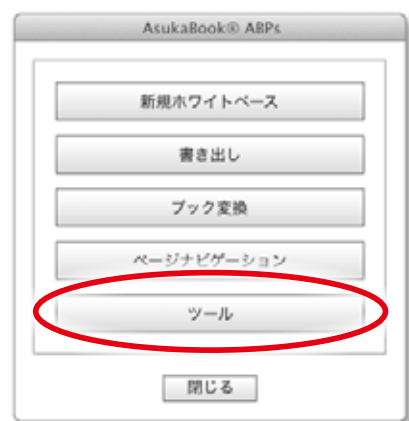 AsukaBook® ABPs
新規ホワイトベース
書き出し
ブック変換
ページナビゲーション
ツール
閉じる